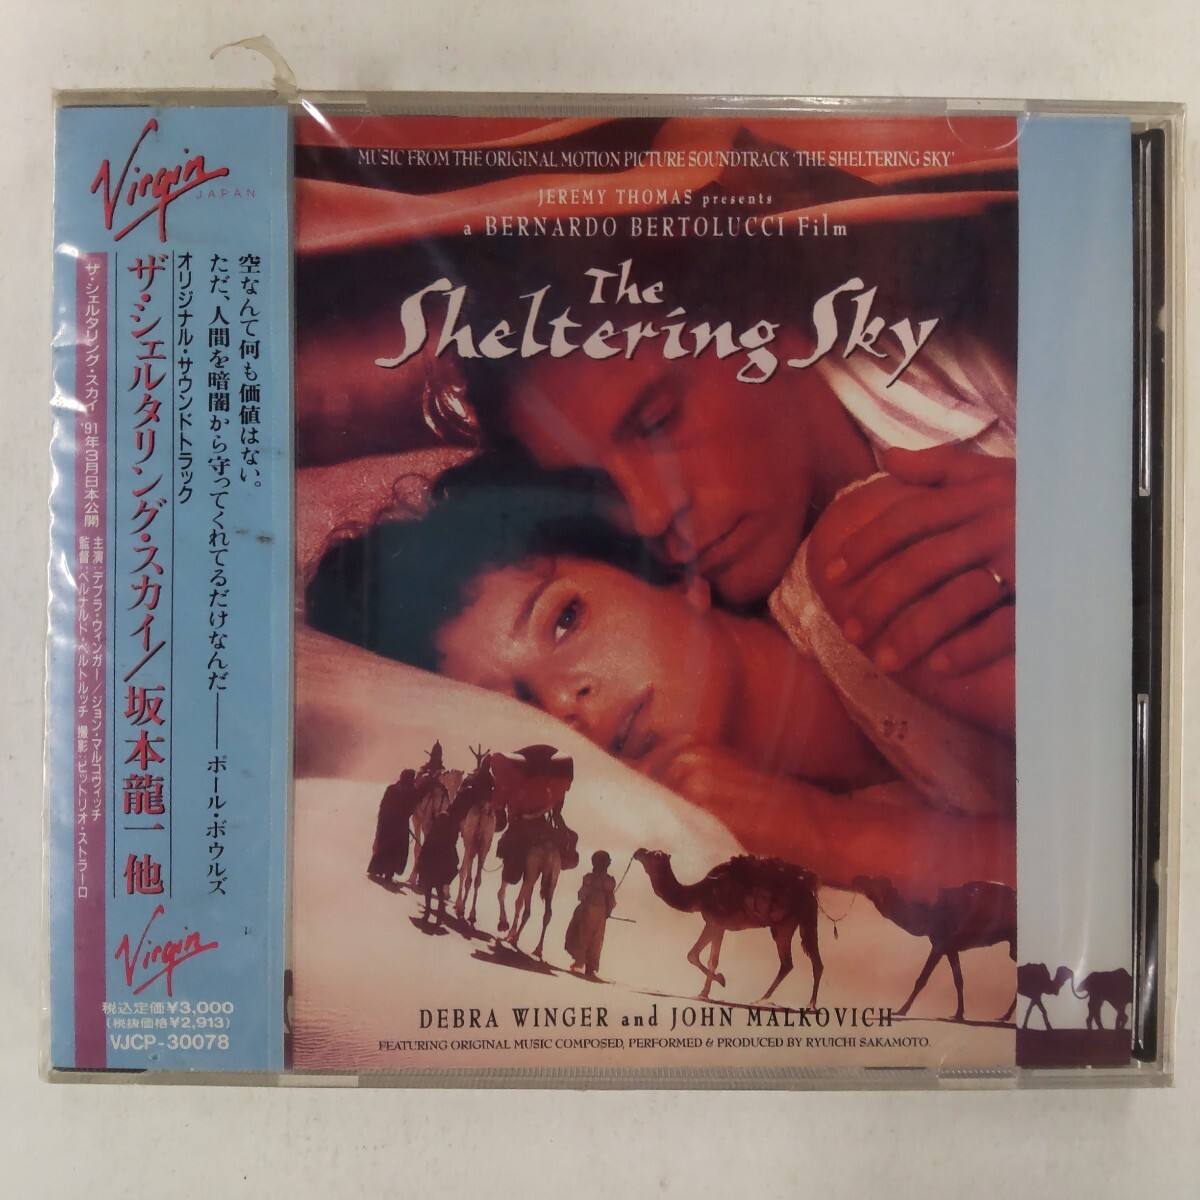 Virgin
JAPAN
空なんて何も価値はない。
ただ、人間を暗闇から守ってくれてるだけなんだ—— ポール・ボウルズ
オリジナル・サウンドトラック
ザ・シェルタリング・スカイ/坂本龍一 他
ザ・シェルタリング・スカイ '91年3月日本公開
主演:デブラ・ウィンガー/ジョン・マルコヴィッチ
監督:ベルナルド・ベルトルッチ 撮影:ビットリオ・ストラーロ
Virgin
税込定価¥3,000
(税抜価格¥2,913)
VJCP-30078
MUSIC FROM THE ORIGINAL MOTION PICTURE SOUNDTRACK 'THE SHELTERING SKY'
JEREMY THOMAS presents
a BERNARDO BERTOLUCCI Film
The
Sheltering Sky
DEBRA WINGER and JOHN MALKOVICH
FEATURING ORIGINAL MUSIC COMPOSED, PERFORMED & PRODUCED BY RYUICHI SAKAMOTO.